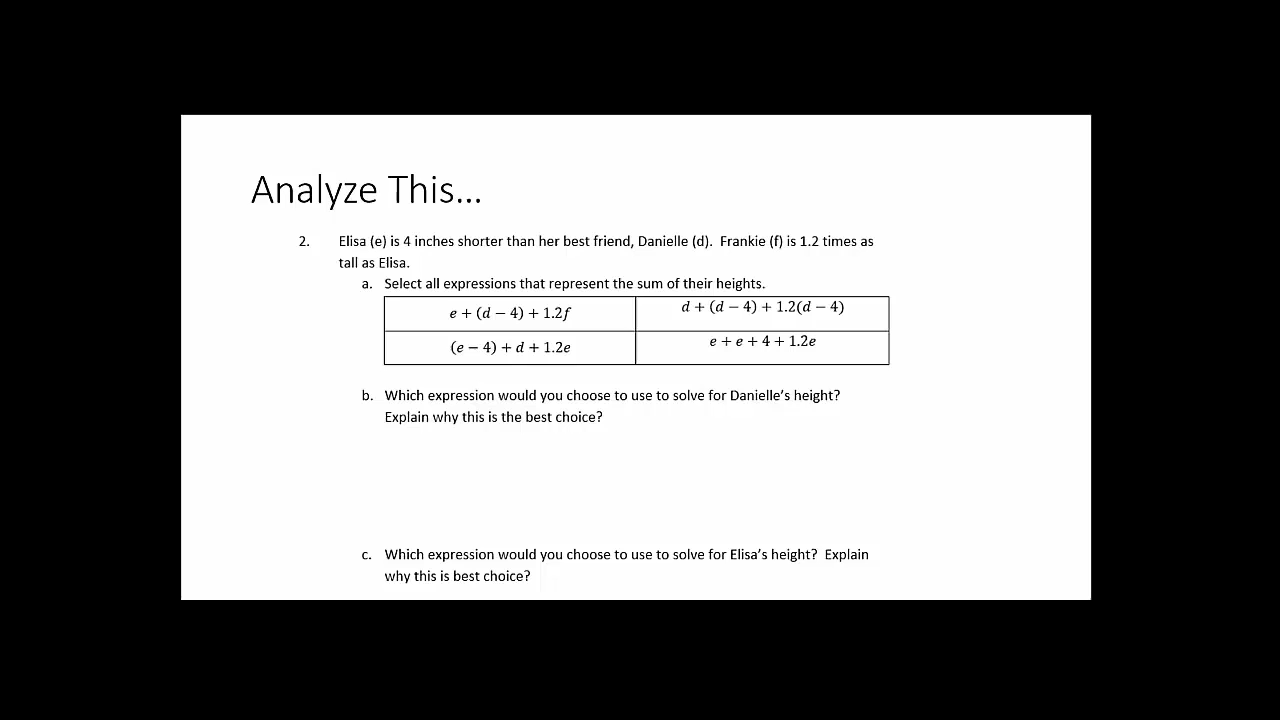 Analyze This...
2. Elisa (e) is 4 inches shorter than her best friend, Danielle (d). Frankie (f) is 1.2 times as
tall as Elisa.
a. Select all expressions that represent the sum of their heights.
e + (d − 4) + 1.2f
d + (d − 4) + 1.2(d − 4)
(e − 4) + d + 1.2e
e + e + 4 + 1.2e
b. Which expression would you choose to use to solve for Danielle’s height?
Explain why this is the best choice?
c. Which expression would you choose to use to solve for Elisa’s height? Explain
why this is best choice?